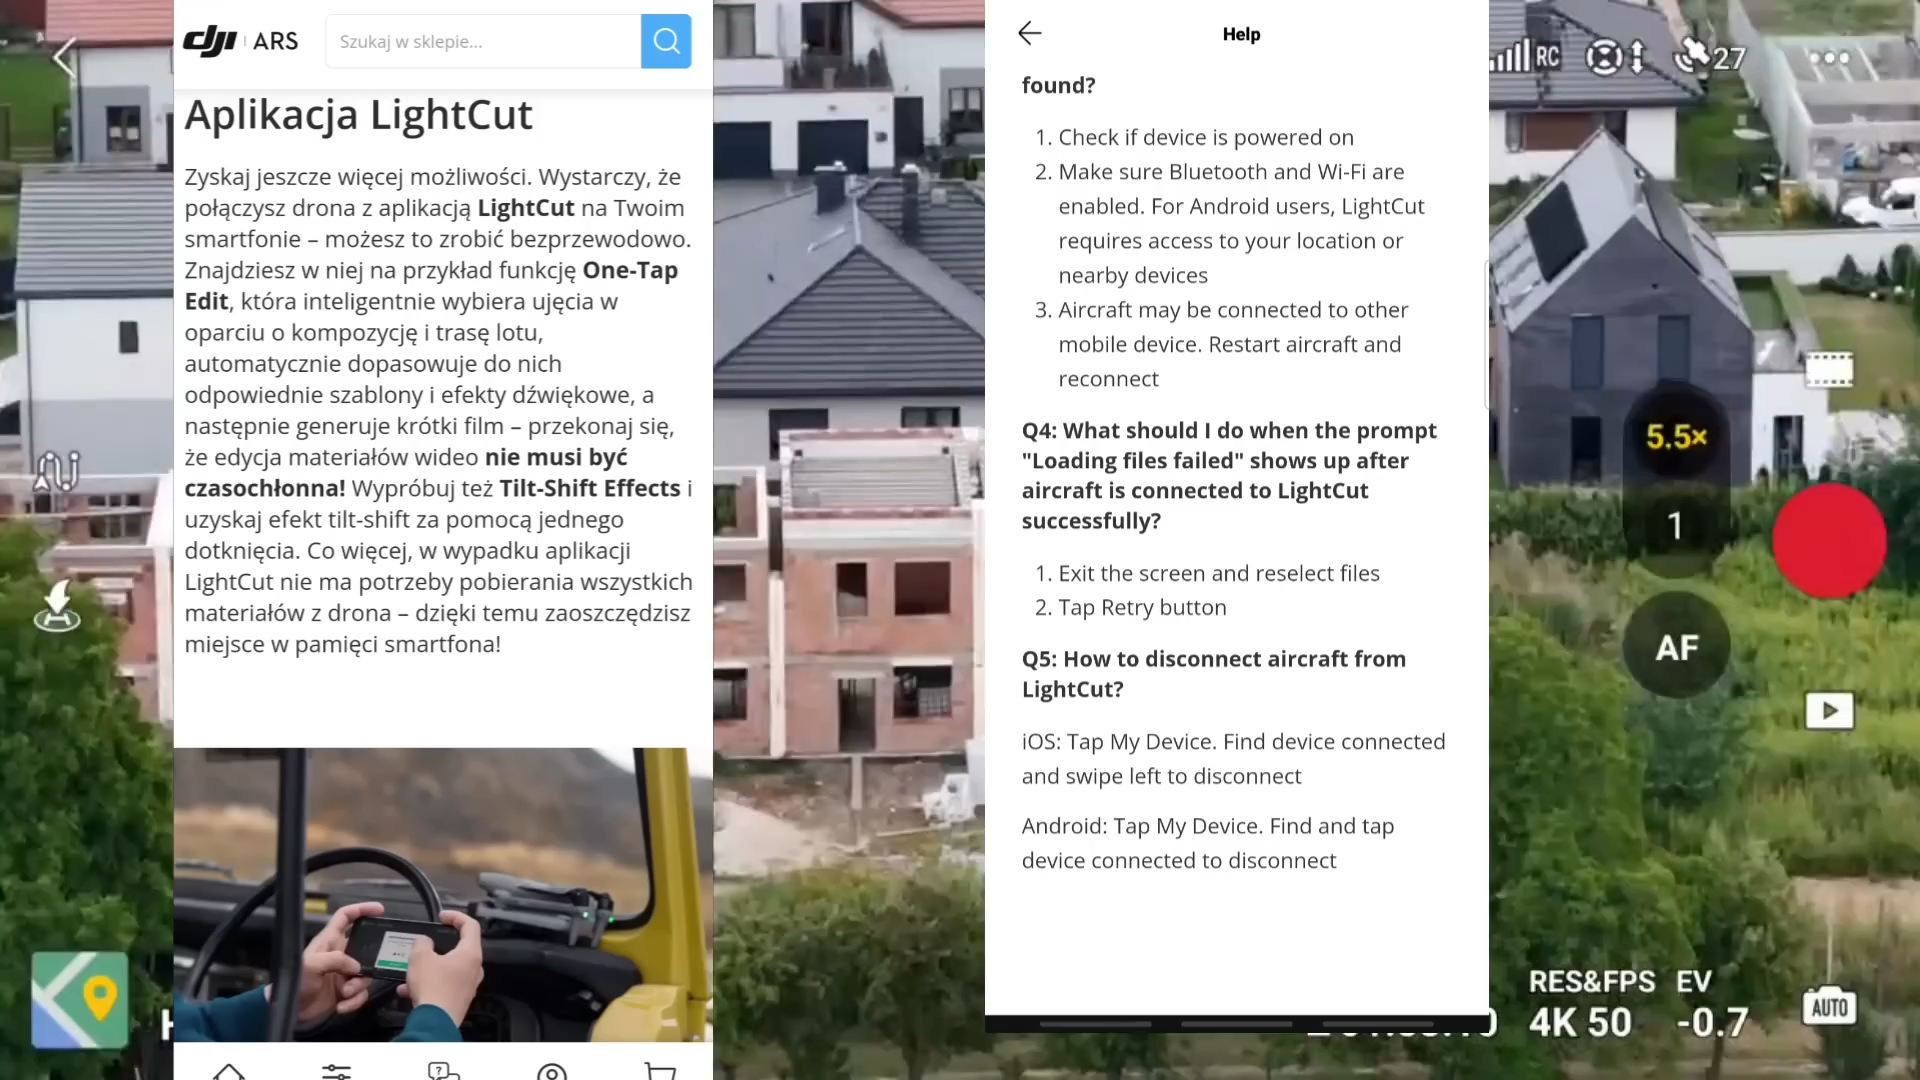 dji ARS
Szukaj w sklepie...
Aplikacja LightCut
Zyskaj jeszcze więcej możliwości. Wystarczy, że
połączysz drona z aplikacją LightCut na Twoim
smartfonie – możesz to zrobić bezprzewodowo.
Znajdziesz w niej na przykład funkcję One-Tap
Edit, która inteligentnie wybiera ujęcia w
oparciu o kompozycję i trasę lotu,
automatycznie dopasowuje do nich
odpowiednie szablony i efekty dźwiękowe, a
następnie generuje krótki film – przekonaj się,
że edycja materiałów wideo nie musi być
czasochłonna! Wypróbuj też Tilt-Shift Effects i
uzyskaj efekt tilt-shift za pomocą jednego
dotknięcia. Co więcej, w wypadku aplikacji
LightCut nie ma potrzeby pobierania wszystkich
materiałów z drona – dzięki temu zaoszczędzisz
miejsce w pamięci smartfona!
Help
found?
1. Check if device is powered on
2. Make sure Bluetooth and Wi-Fi are
enabled. For Android users, LightCut
requires access to your location or
nearby devices
3. Aircraft may be connected to other
mobile device. Restart aircraft and
reconnect
Q4: What should I do when the prompt
"Loading files failed" shows up after
aircraft is connected to LightCut
successfully?
1. Exit the screen and reselect files
2. Tap Retry button
Q5: How to disconnect aircraft from
LightCut?
iOS: Tap My Device. Find device connected
and swipe left to disconnect
Android: Tap My Device. Find and tap
device connected to disconnect
RC
27
5.5×
1
AF
RES&FPS EV
4K 50 -0.7
AUTO
H